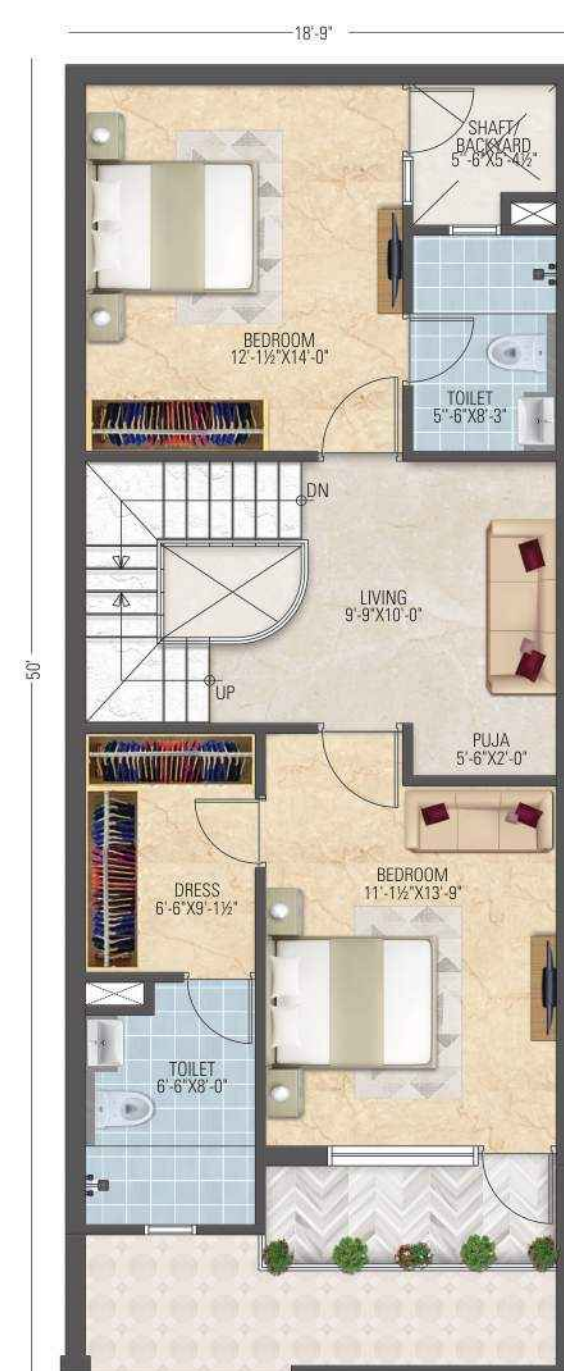 18'-9"
SHAFT/
BACKYARD
5"-6"X5'-4½"
BEDROOM
12'-1½"X14'-0"
TOILET
5"-6"X8'-3"
DN
LIVING
9'-9"X10'-0"
50'
UP
PUJA
5'-6"X2'-0"
BEDROOM
11'-1½"X13'-9"
DRESS
6'-6"X9'-1½"
TOILET
6'-6"X8'-0"